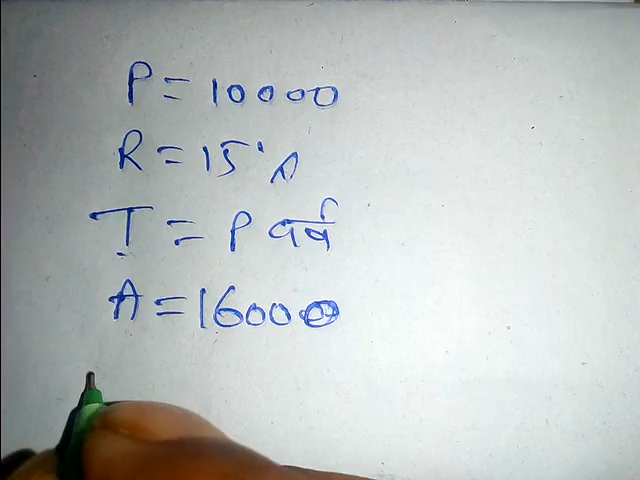 P = 10000
R = 15%
T = P वर्ष
A = 16000